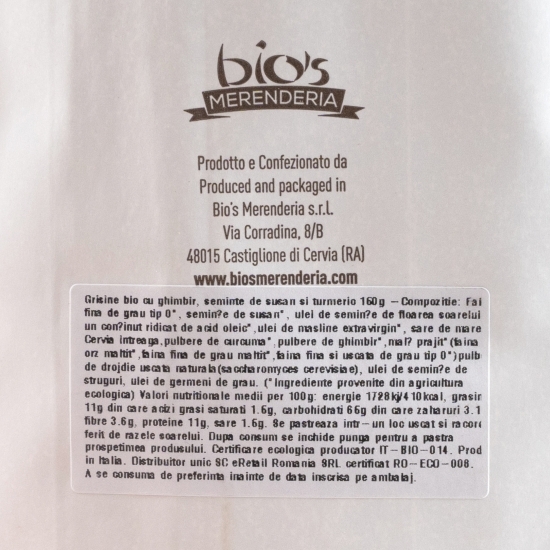 bio's
MERENDERIA
Prodotto e Confezionato da
Produced and packaged in
Bio's Merenderia s.r.l.
Via Corradina, 8/B
48015 Castiglione di Cervia (RA)
www.biosmerenderia.com
Grisine bio cu ghimbir, seminte de susan si turmeric 160g – Compozitie: Fai
fina de grau tip 0*, semin?e de susan*, ulei de semin?e de floarea soarelui
un con?inut ridicat de acid oleic*, ulei de masline extravirgin*, sare de mare
Cervia intreaga, pulbere de curcuma*, pulbere de ghimbir*, mal? prajit* (faina
orz maltit*, faina fina de grau maltit*, faina fina si uscata de grau tip 0*) pulb
de drojdie uscata naturala (saccharomyces cerevisiae), ulei de semin?e de
struguri, ulei de germeni de grau. (*Ingrediente provenite din agricultura
ecologica) Valori nutritionale medii per 100g: energie 1728kj/410kcal, grasir
11g din care acizi grasi saturati 1.6g, carbohidrati 66g din care zaharuri 3.1
fibre 3.6g, proteine 11g, sare 1.6g. Se pastreaza intr–un loc uscat si racor
ferit de razele soarelui. Dupa consum se inchide punga pentru a pastra
prospetimea produsului. Certificare ecologica producator IT–BIO–014. Prod
in Italia. Distribuitor unic SC eRetail Romania SRL certificat RO–ECO–008.
A se consuma de preferinta inainte de data inscrisa pe ambalaj.